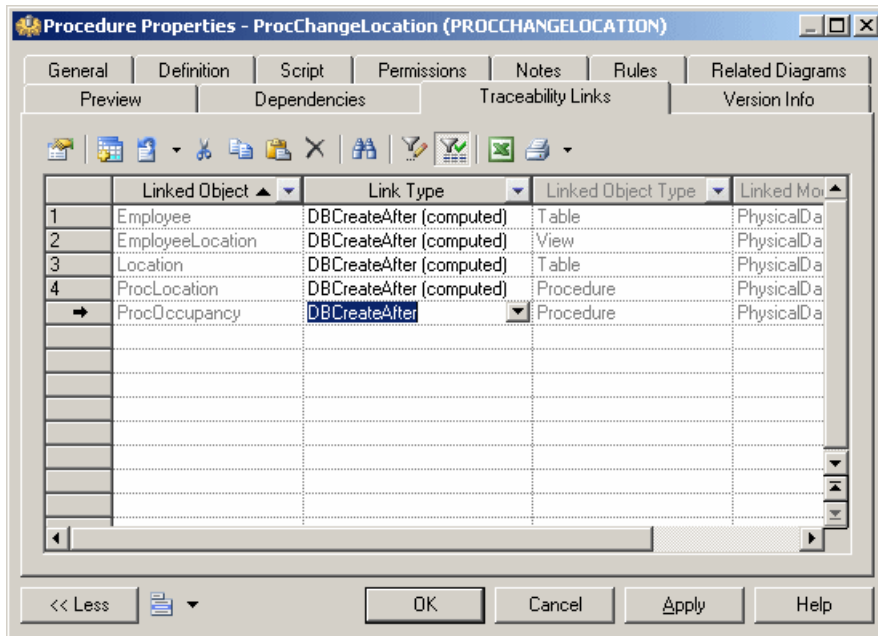 Procedure Properties - ProcChangeLocation (PROCCHANGELOCATION)
General Definition Script Permissions Notes Rules Related Diagrams
Preview Dependencies Traceability Links Version Info
Linked Object Link Type Linked Object Type Linked Mo
1 Employee DBCreateAfter (computed) Table PhysicalDa
2 EmployeeLocation DBCreateAfter (computed) View PhysicalDa
3 Location DBCreateAfter (computed) Table PhysicalDa
4 ProcLocation DBCreateAfter (computed) Procedure PhysicalDa
ProcOccupancy DBCreateAfter Procedure PhysicalDa
<< Less OK Cancel Apply Help